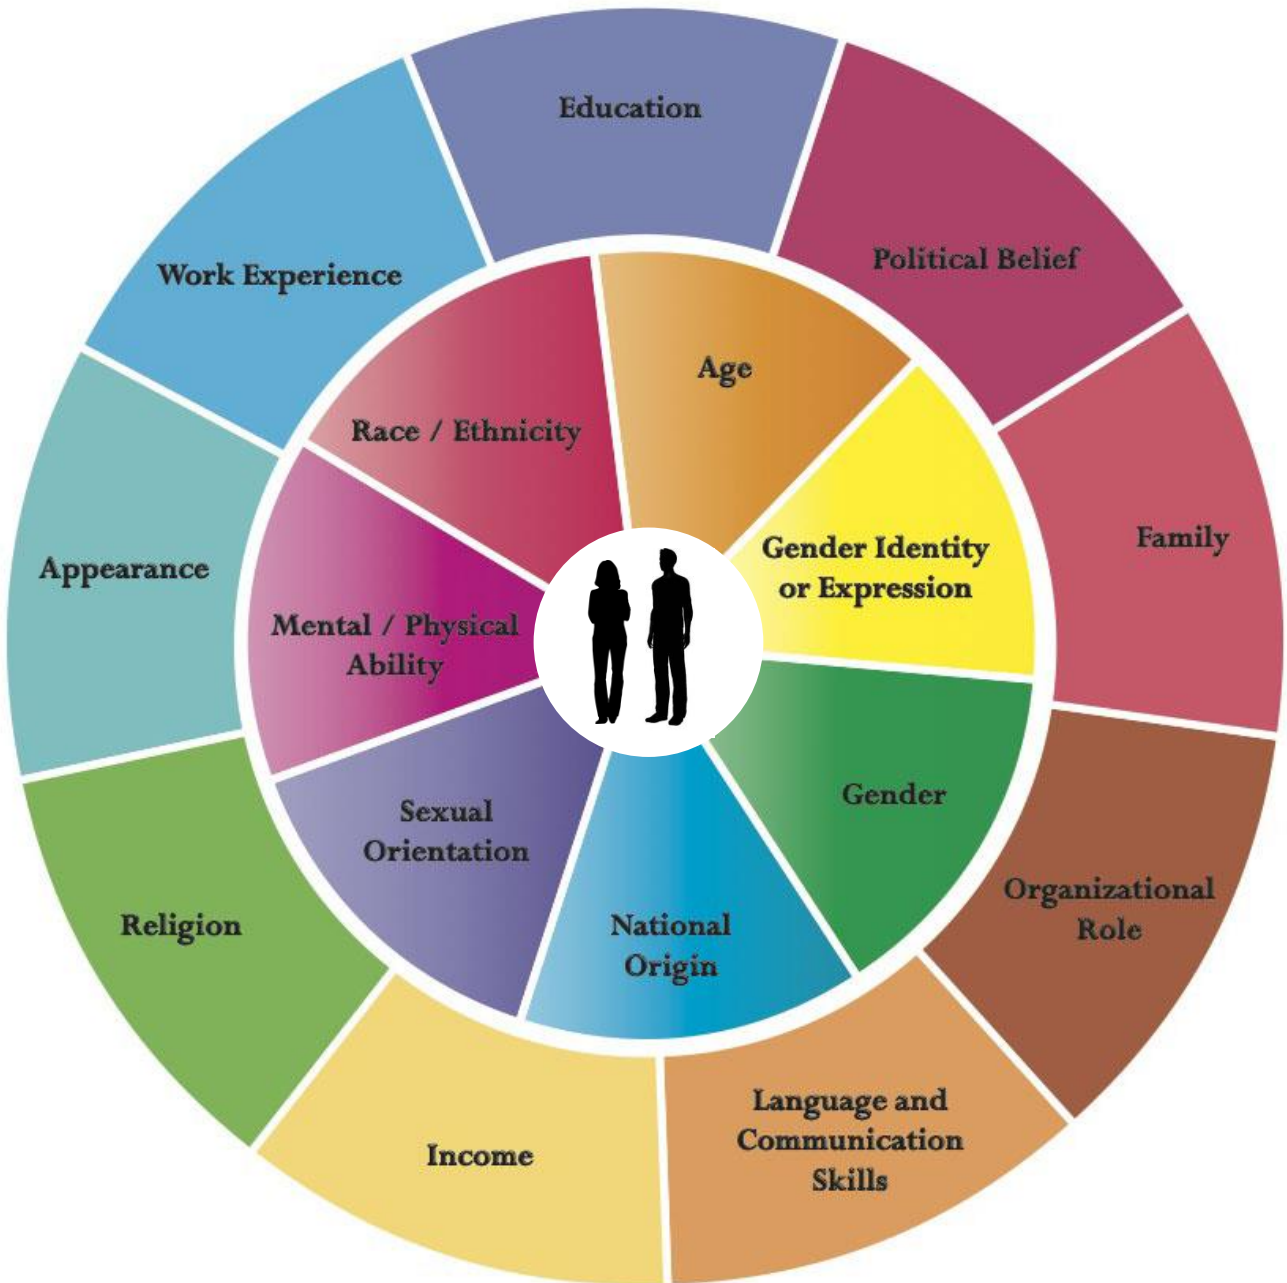 Education
Political Belief
Family
Organizational
Role
Language and
Communication
Skills
Income
Religion
Appearance
Work Experience
Age
Gender Identity
or Expression
Gender
National
Origin
Sexual
Orientation
Mental / Physical
Ability
Race / Ethnicity